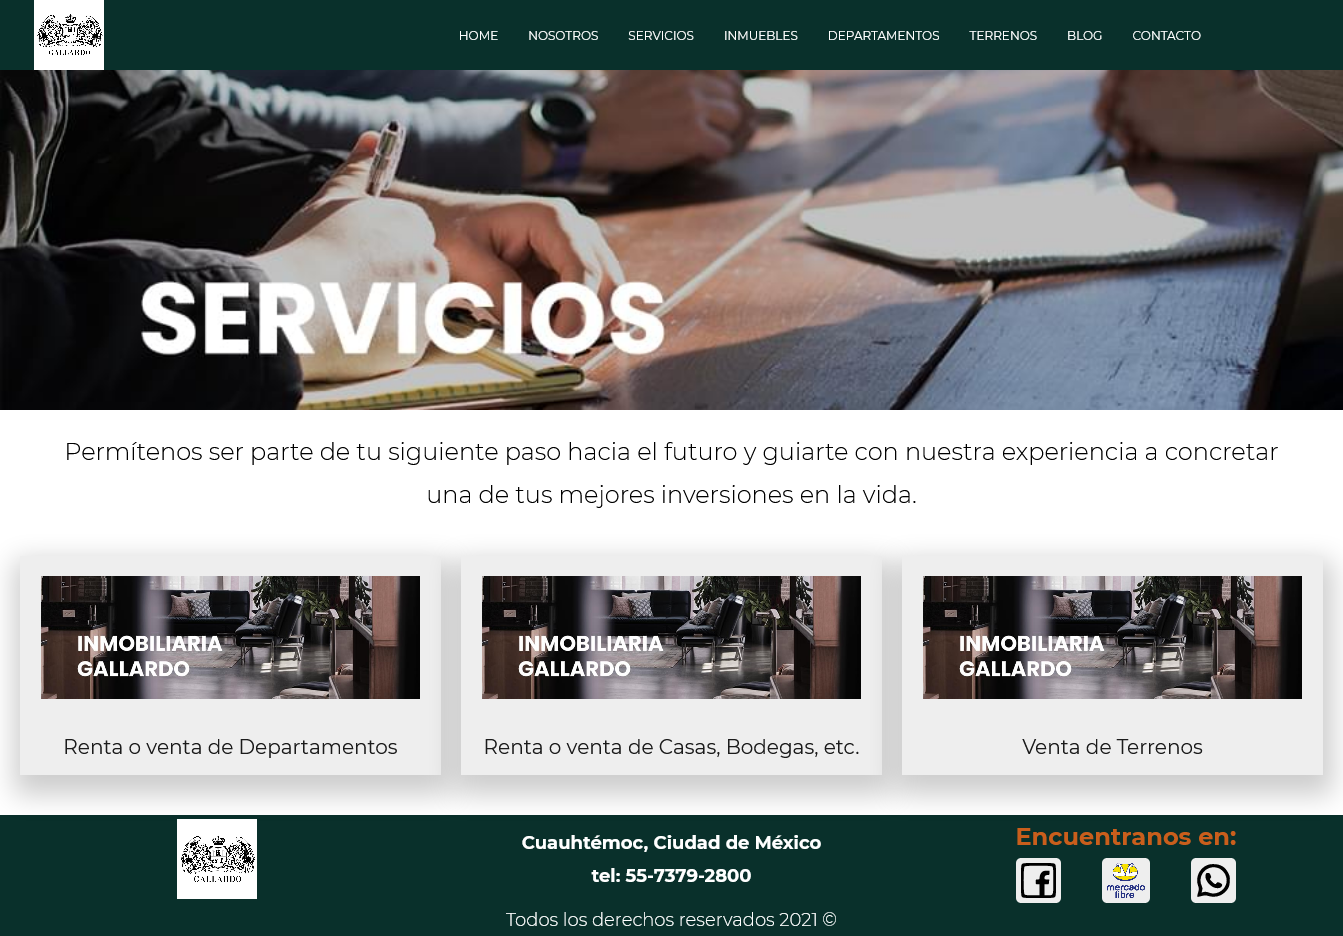 GALLARDO
HOME NOSOTROS SERVICIOS INMUEBLES DEPARTAMENTOS TERRENOS BLOG CONTACTO
SERVICIOS
Permítenos ser parte de tu siguiente paso hacia el futuro y guiarte con nuestra experiencia a concretar
una de tus mejores inversiones en la vida.
INMOBILIARIA
GALLARDO
Renta o venta de Departamentos
INMOBILIARIA
GALLARDO
Renta o venta de Casas, Bodegas, etc.
INMOBILIARIA
GALLARDO
Venta de Terrenos
GALLARDO
Cuauhtémoc, Ciudad de México
tel: 55-7379-2800
Todos los derechos reservados 2021 ©
Encuentranos en:
mercado
libre